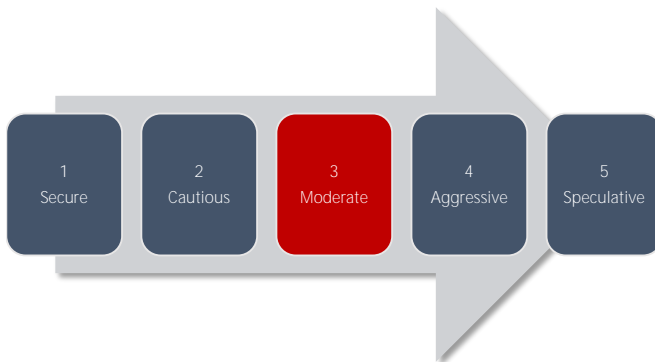 1
Secure
2
Cautious
3
Moderate
4
Aggressive
5
Speculative